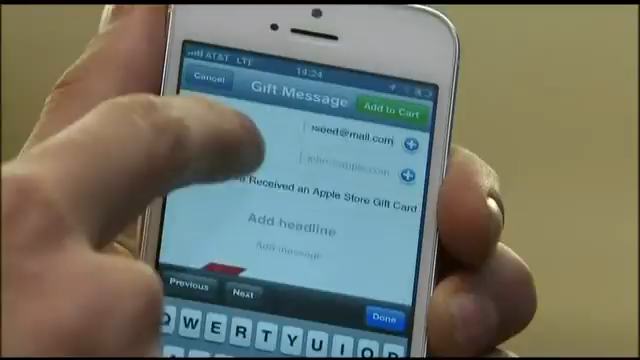 AT&T LTE 14:24
Cancel Gift Message Add to Cart
seed@mail.com
john@apple.com
Received an Apple Store Gift Card
Add headline
Add message
Previous Next Done
Q W E R T Y U I O P